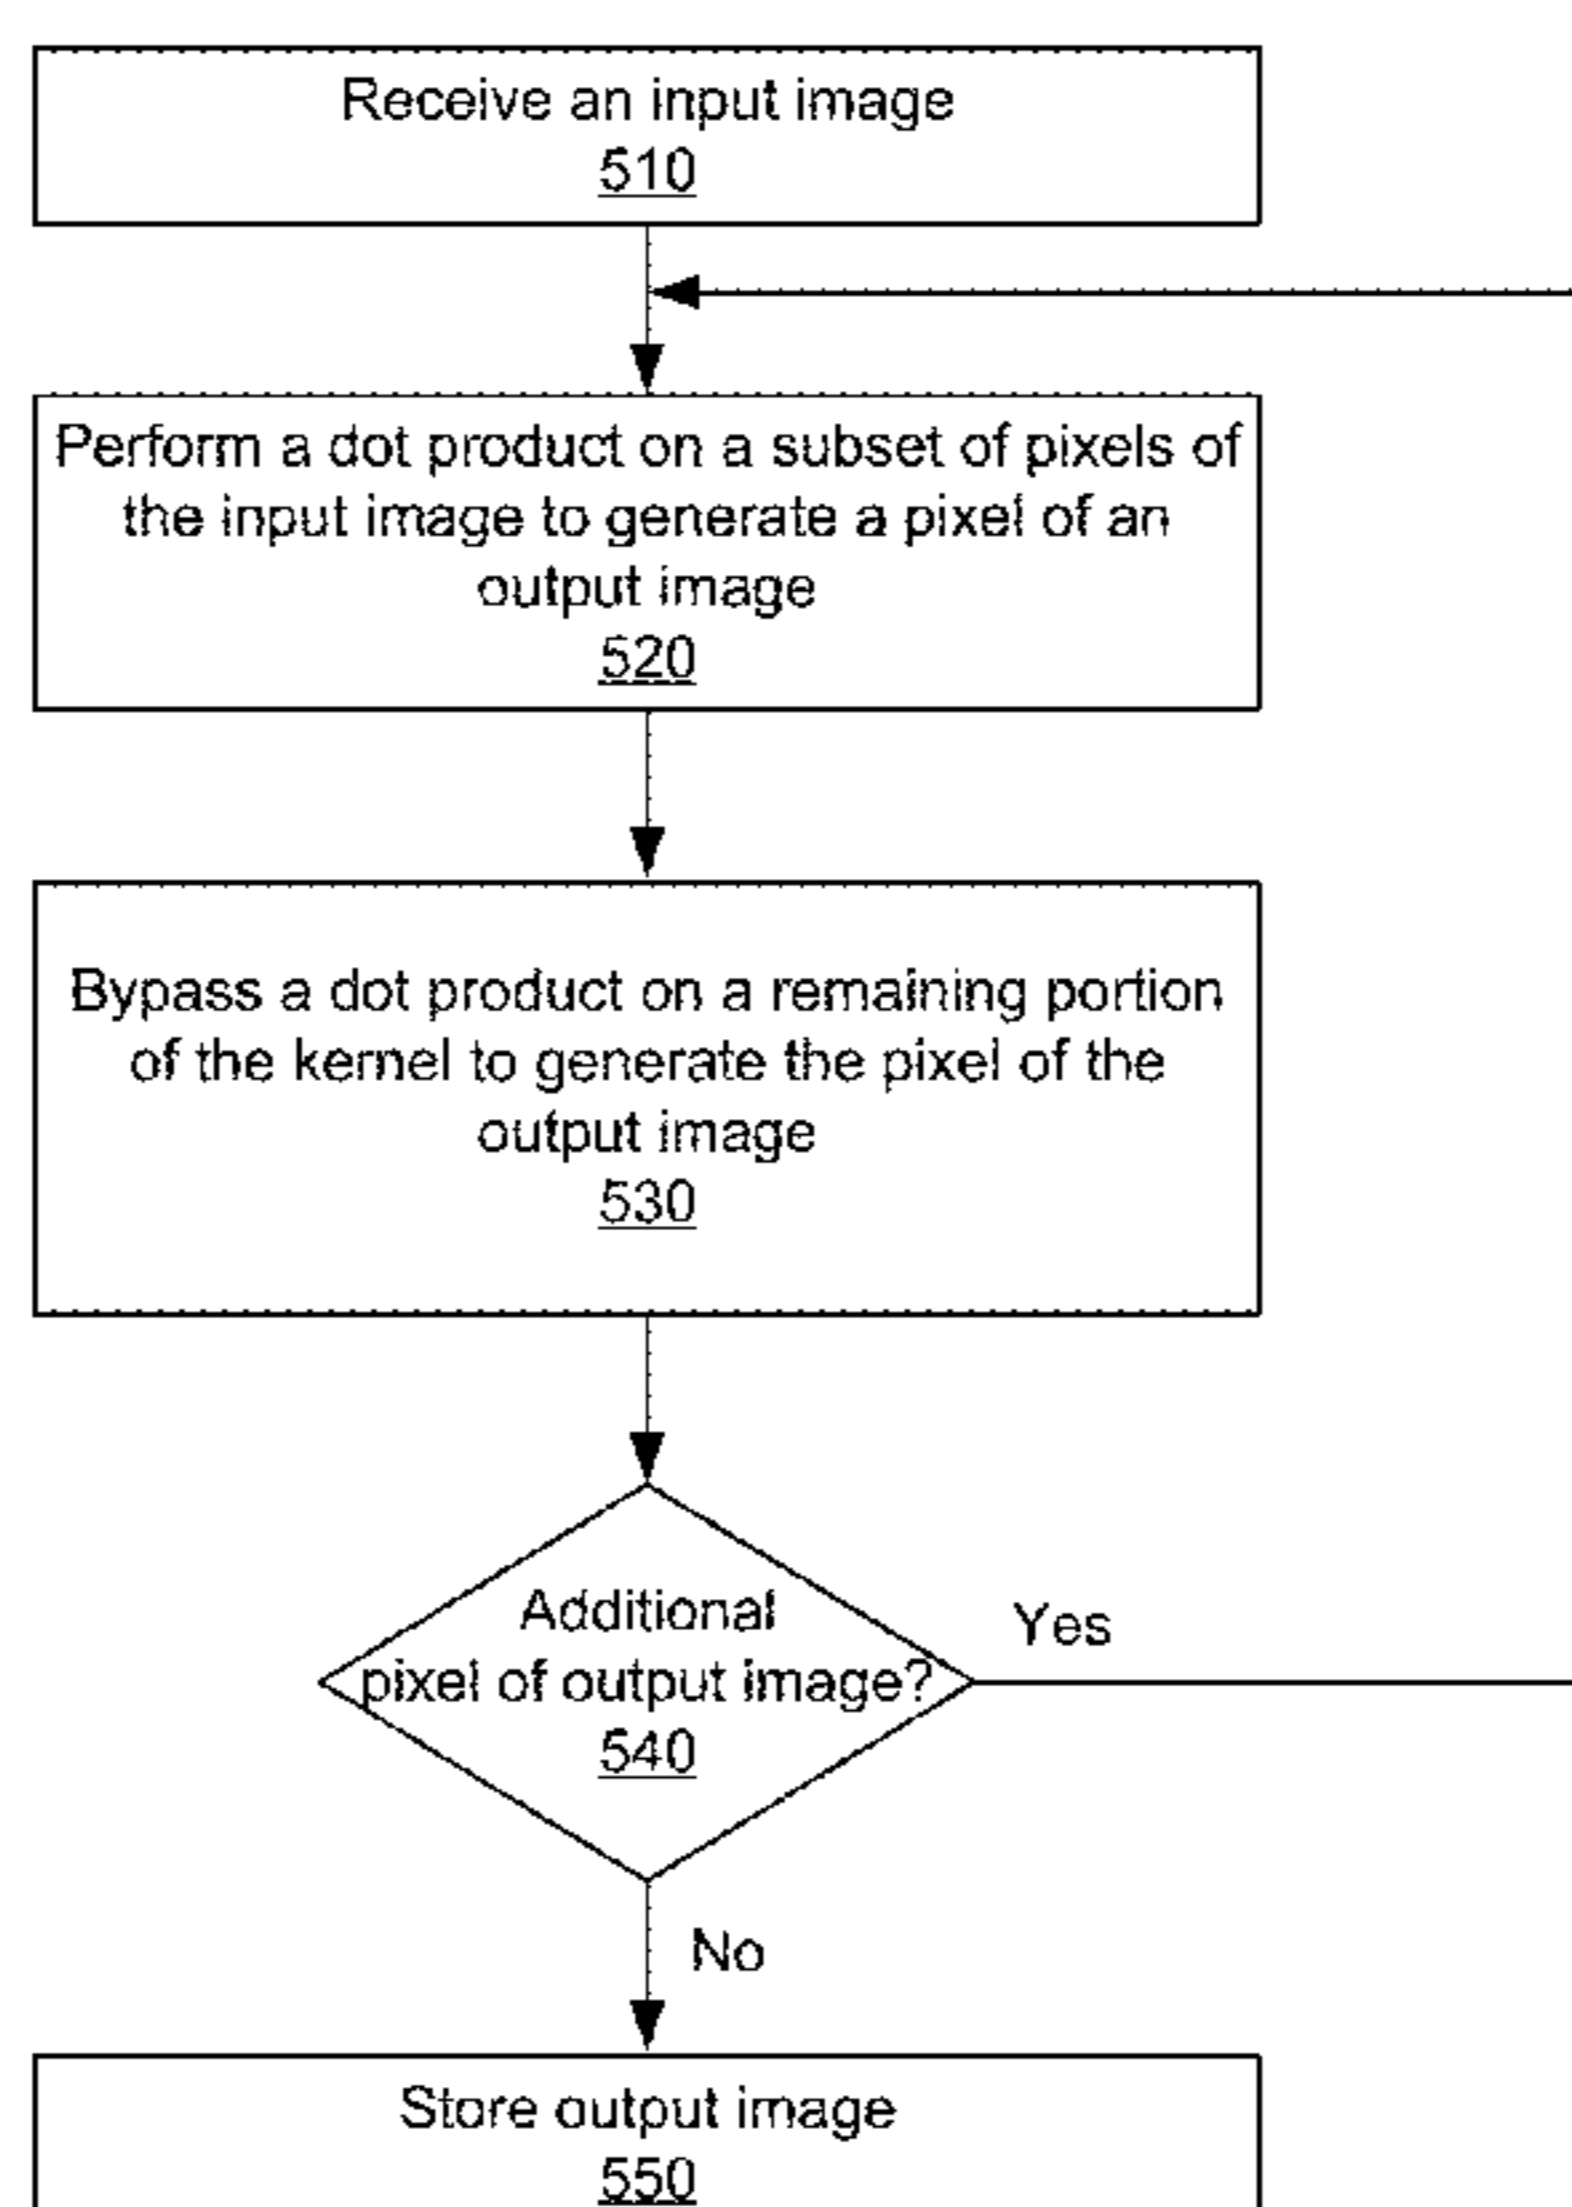 Receive an input image
510
Perform a dot product on a subset of pixels of
the input image to generate a pixel of an
output image
520
Bypass a dot product on a remaining portion
of the kernel to generate the pixel of the
output image
530
Additional
pixel of output image?
540
Yes
No
Store output image
550